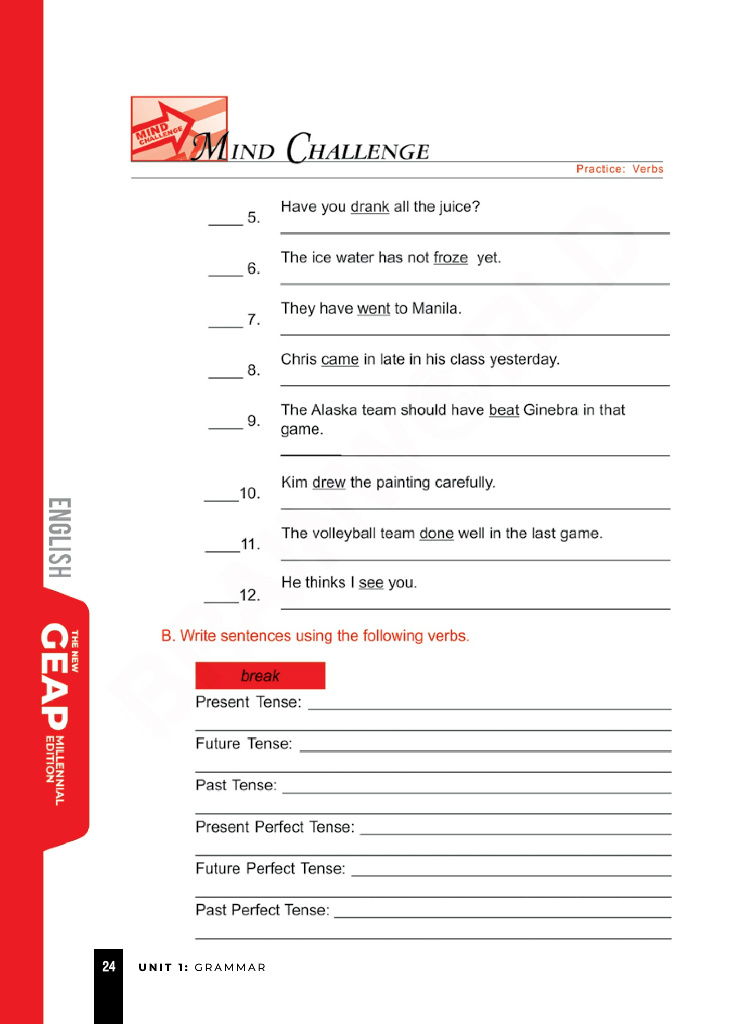 MIND CHALLENGE
MIND CHALLENGE
Practice: Verbs
____ 5. Have you drank all the juice?
____ 6. The ice water has not froze yet.
____ 7. They have went to Manila.
____ 8. Chris came in late in his class yesterday.
____ 9. The Alaska team should have beat Ginebra in that
game.
____10. Kim drew the painting carefully.
____11. The volleyball team done well in the last game.
____12. He thinks I see you.
B. Write sentences using the following verbs.
break
Present Tense:
Future Tense:
Past Tense:
Present Perfect Tense:
Future Perfect Tense:
Past Perfect Tense:
ENGLISH
THE NEW
GEAP
MILLENNIAL
EDITION
24 UNIT 1: GRAMMAR